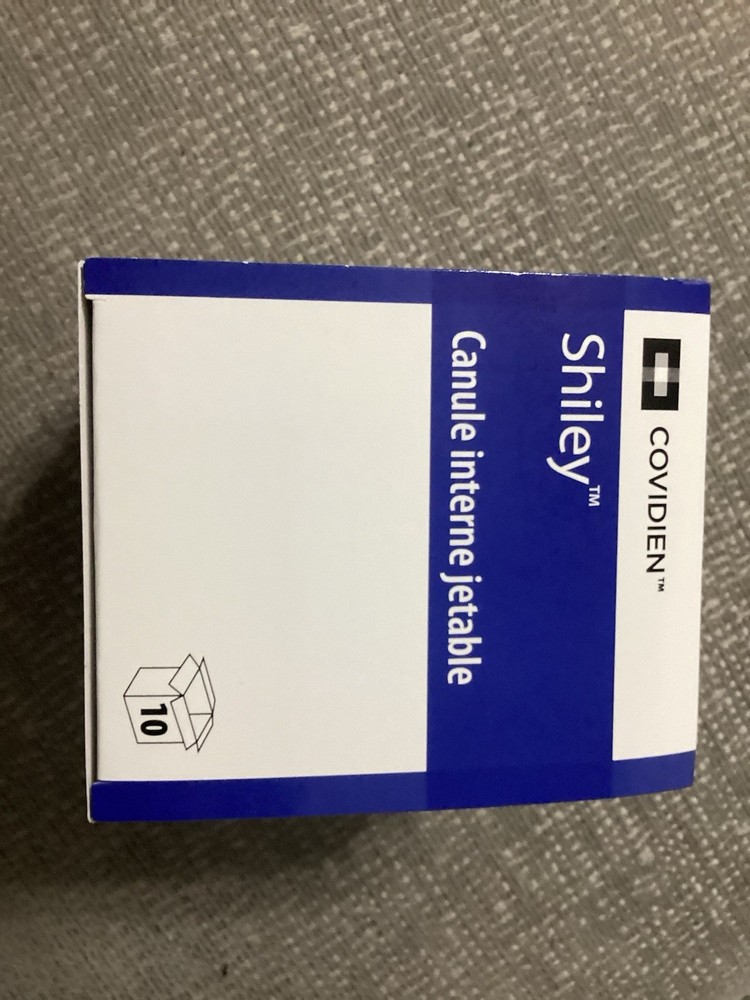 COVIDIEN™
Shiley™
Canule interne jetable
10